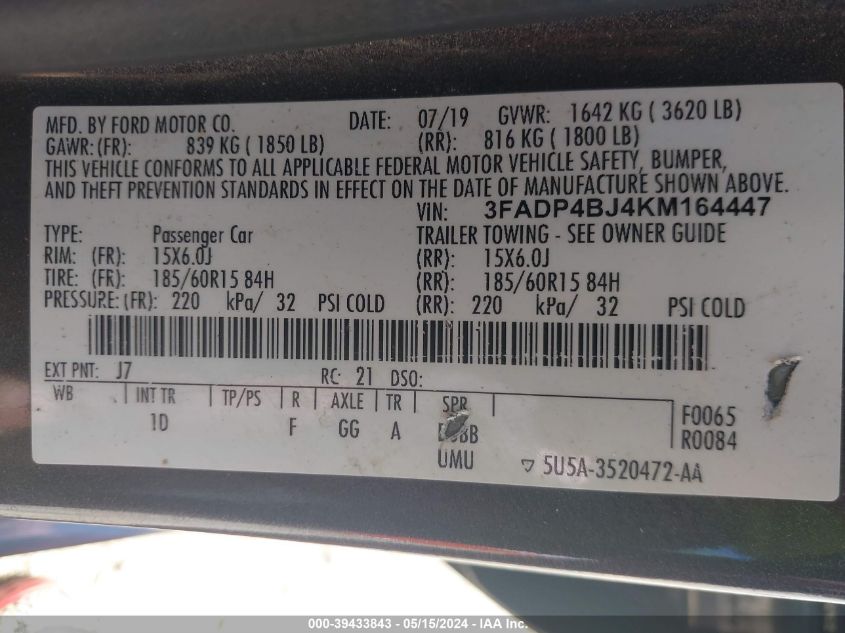 MFD. BY FORD MOTOR CO. DATE: 07/19 GVWR: 1642 KG ( 3620 LB)
GAWR:(FR): 839 KG ( 1850 LB) (RR): 816 KG ( 1800 LB)
THIS VEHICLE CONFORMS TO ALL APPLICABLE FEDERAL MOTOR VEHICLE SAFETY, BUMPER,
AND THEFT PREVENTION STANDARDS IN EFFECT ON THE DATE OF MANUFACTURE SHOWN ABOVE.
VIN: 3FADP4BJ4KM164447
TYPE: Passenger Car TRAILER TOWING - SEE OWNER GUIDE
RIM: (FR): 15X6.0J (RR): 15X6.0J
TIRE: (FR): 185/60R15 84H (RR): 185/60R15 84H
PRESSURE:(FR): 220 kPa/ 32 PSI COLD (RR): 220 kPa/ 32 PSI COLD
EXT PNT: J7 RC: 21 DSO:
WB INT TR TP/PS R AXLE TR SPR
1D F GG A
F0065
R0084
UMU 5U5A-3520472-AA
000-39433843 - 05/15/2024 - IAA Inc.